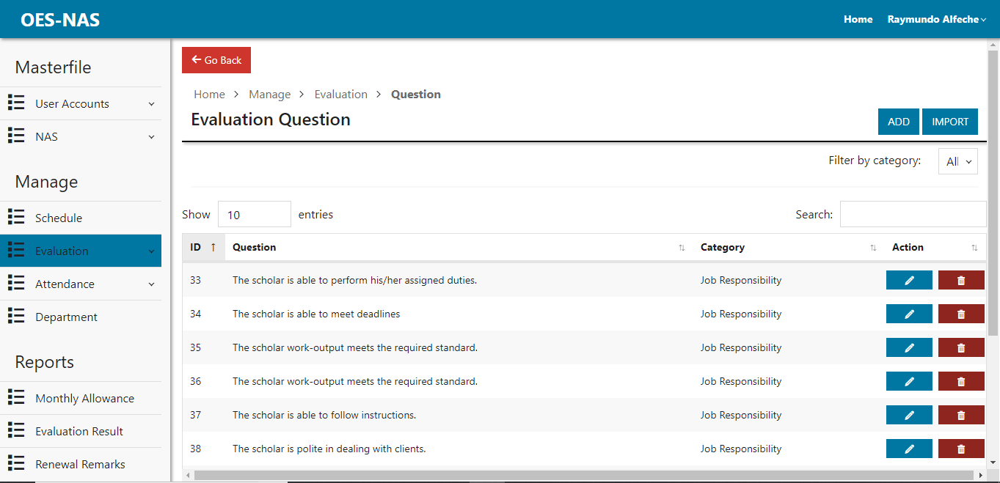 OES-NAS
Home Raymundo Alfeche
Masterfile
User Accounts
NAS
Manage
Schedule
Evaluation
Attendance
Department
Reports
Monthly Allowance
Evaluation Result
Renewal Remarks
Go Back
Home > Manage > Evaluation > Question
Evaluation Question
ADD IMPORT
Filter by category: All
Show 10 entries Search:
ID Question Category Action
33 The scholar is able to perform his/her assigned duties. Job Responsibility
34 The scholar is able to meet deadlines Job Responsibility
35 The scholar work-output meets the required standard. Job Responsibility
36 The scholar work-output meets the required standard. Job Responsibility
37 The scholar is able to follow instructions. Job Responsibility
38 The scholar is polite in dealing with clients. Job Responsibility